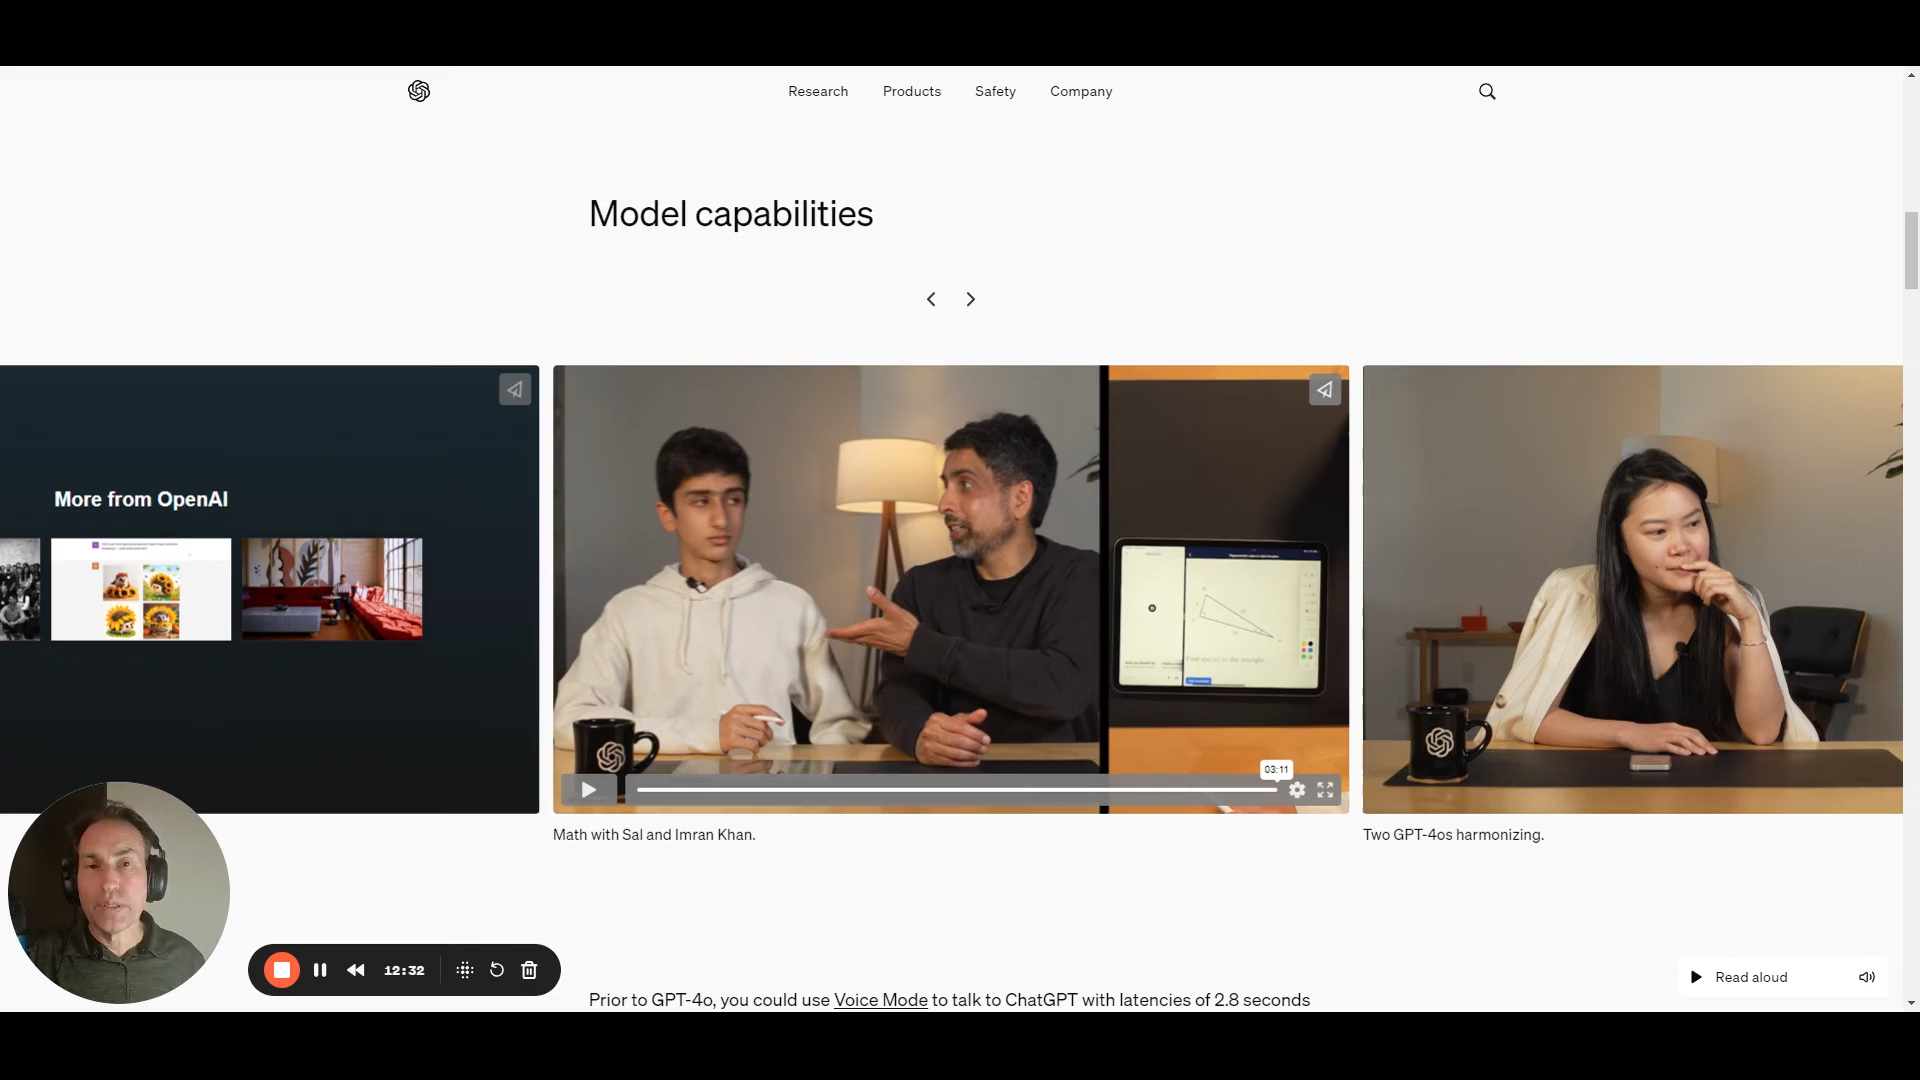 Research Products Safety Company
Model capabilities
More from OpenAI
03:11
Math with Sal and Imran Khan.
Two GPT-4os harmonizing.
12:32
Read aloud
Prior to GPT-4o, you could use Voice Mode to talk to ChatGPT with latencies of 2.8 seconds